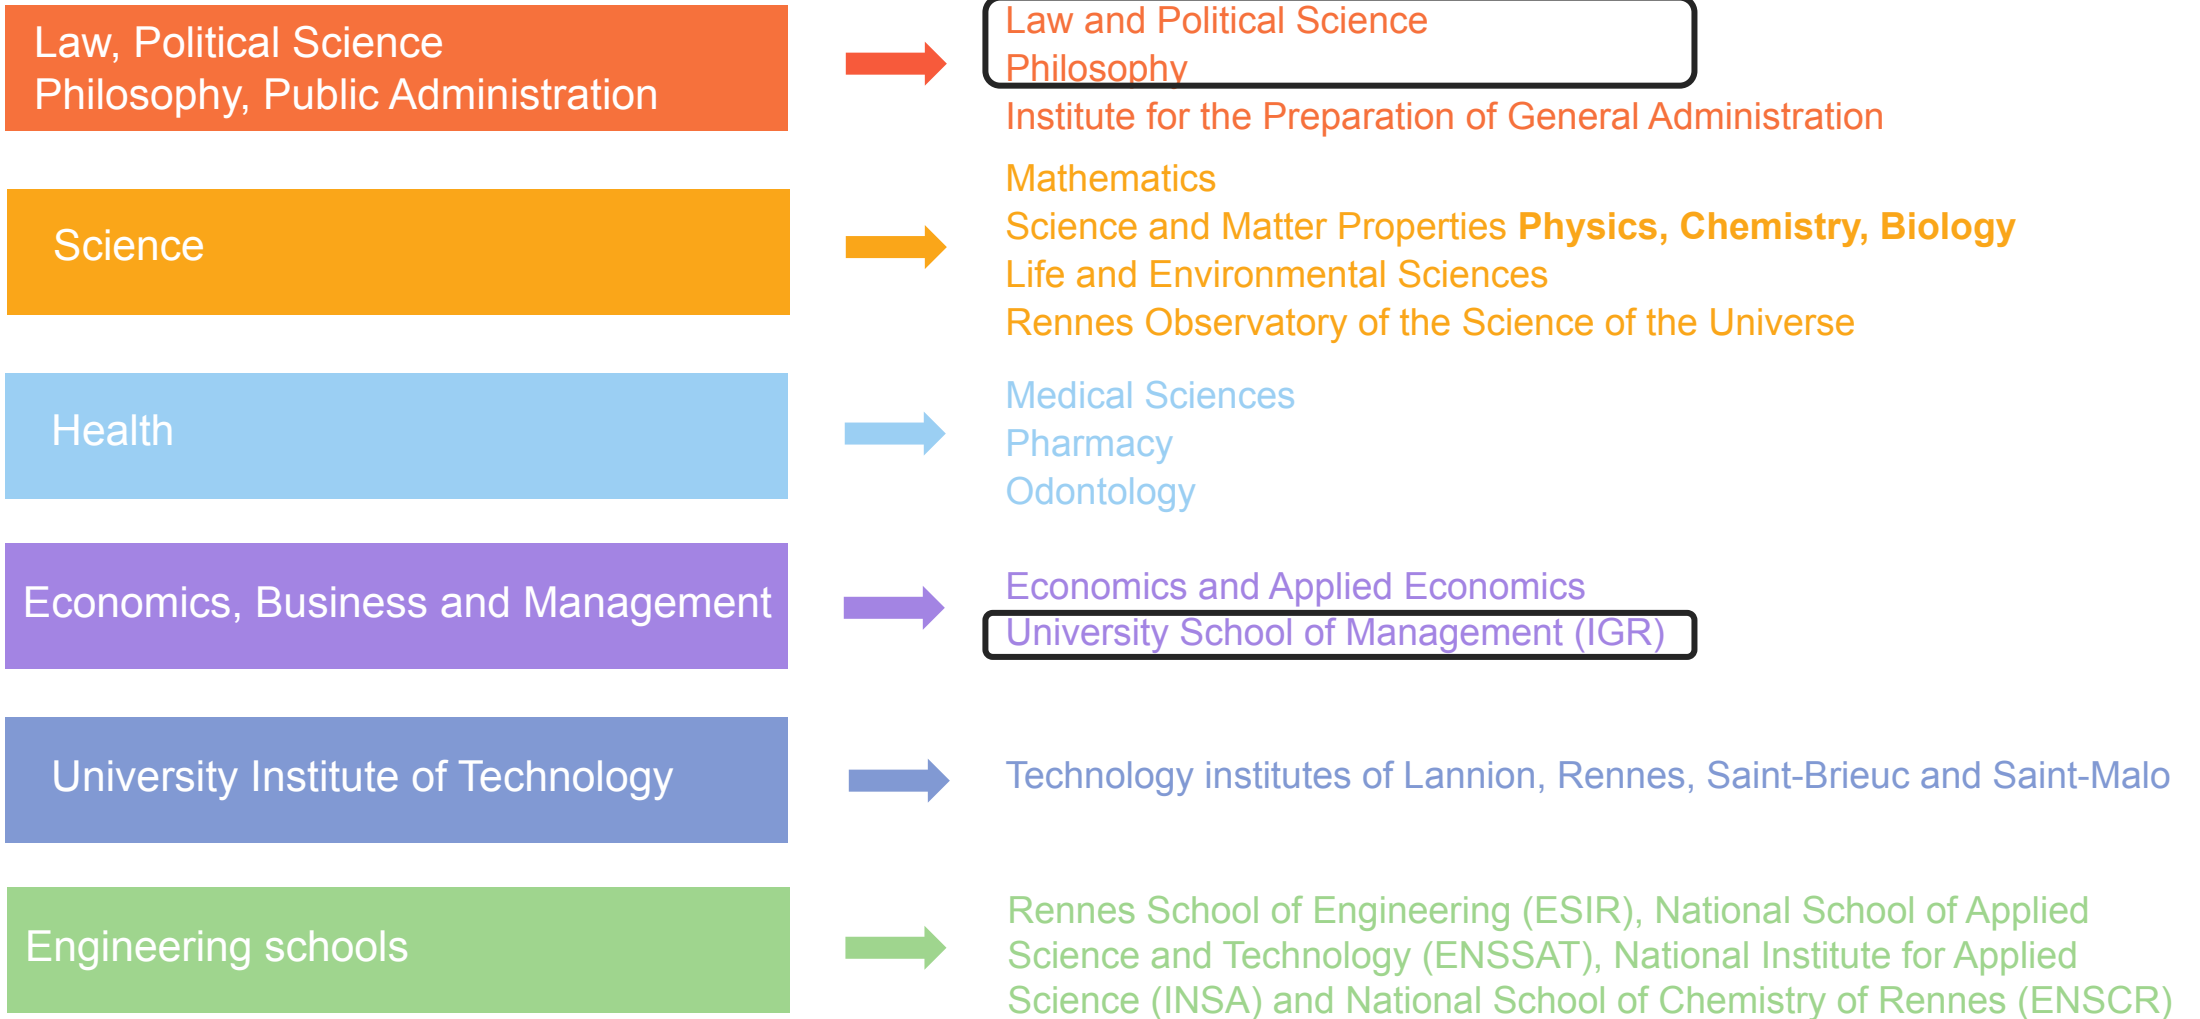 Law, Political Science
Philosophy, Public Administration
Law and Political Science
Philosophy
Institute for the Preparation of General Administration
Science
Mathematics
Science and Matter Properties Physics, Chemistry, Biology
Life and Environmental Sciences
Rennes Observatory of the Science of the Universe
Health
Medical Sciences
Pharmacy
Odontology
Economics, Business and Management
Economics and Applied Economics
University School of Management (IGR)
University Institute of Technology
Technology institutes of Lannion, Rennes, Saint-Brieuc and Saint-Malo
Engineering schools
Rennes School of Engineering (ESIR), National School of Applied
Science and Technology (ENSSAT), National Institute for Applied
Science (INSA) and National School of Chemistry of Rennes (ENSCR)